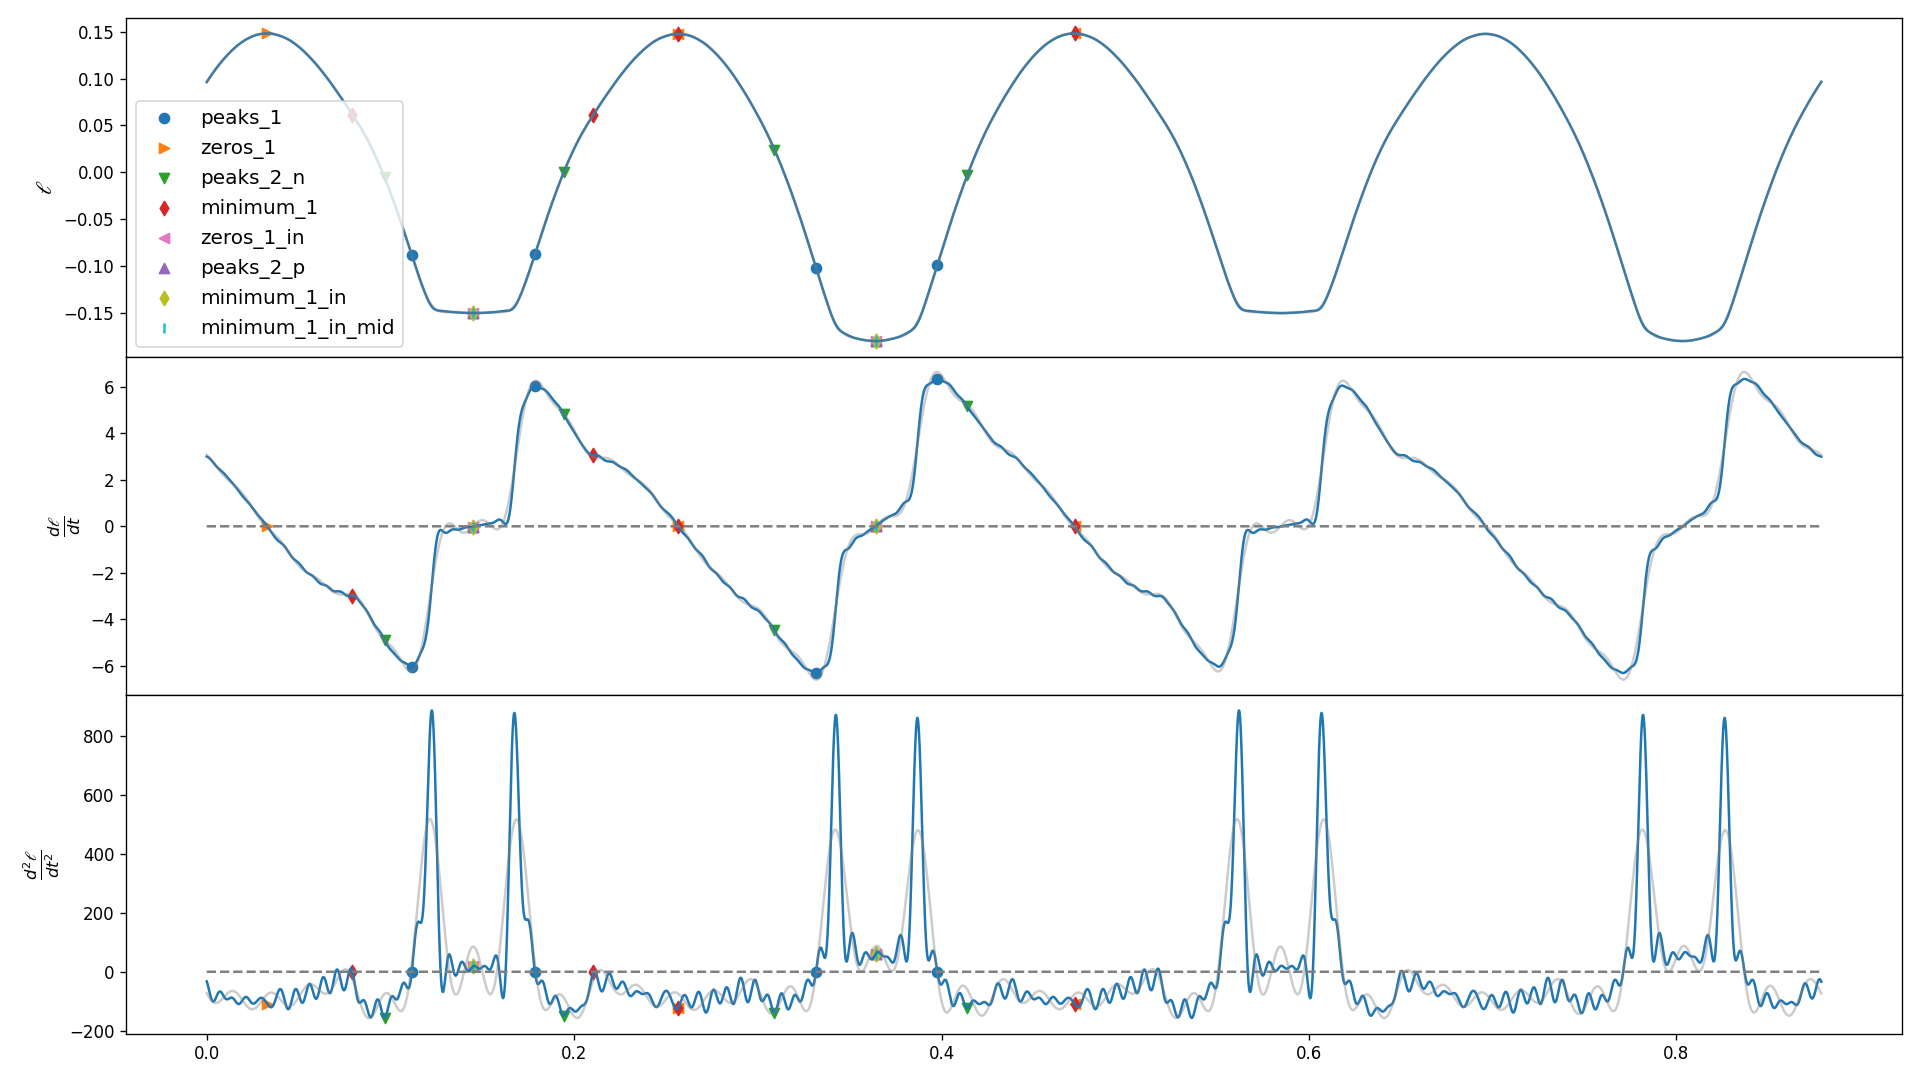 0.15
0.10
0.05
0.00
−0.05
−0.10
−0.15
ℓ
peaks_1
zeros_1
peaks_2_n
minimum_1
zeros_1_in
peaks_2_p
minimum_1_in
minimum_1_in_mid
6
4
2
0
−2
−4
−6
dℓ
dt
800
600
400
200
0
−200
d²ℓ
dt²
0.0 0.2 0.4 0.6 0.8